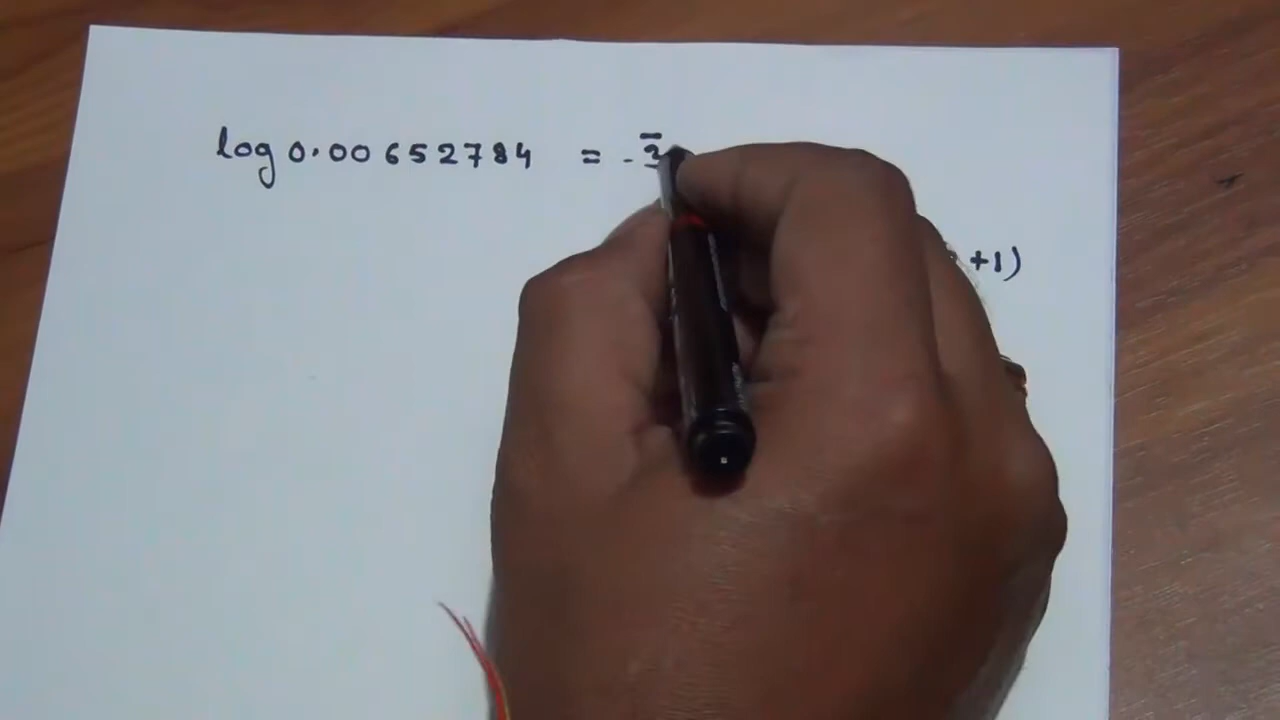 log 0.00652784 = - 3̅
+1)